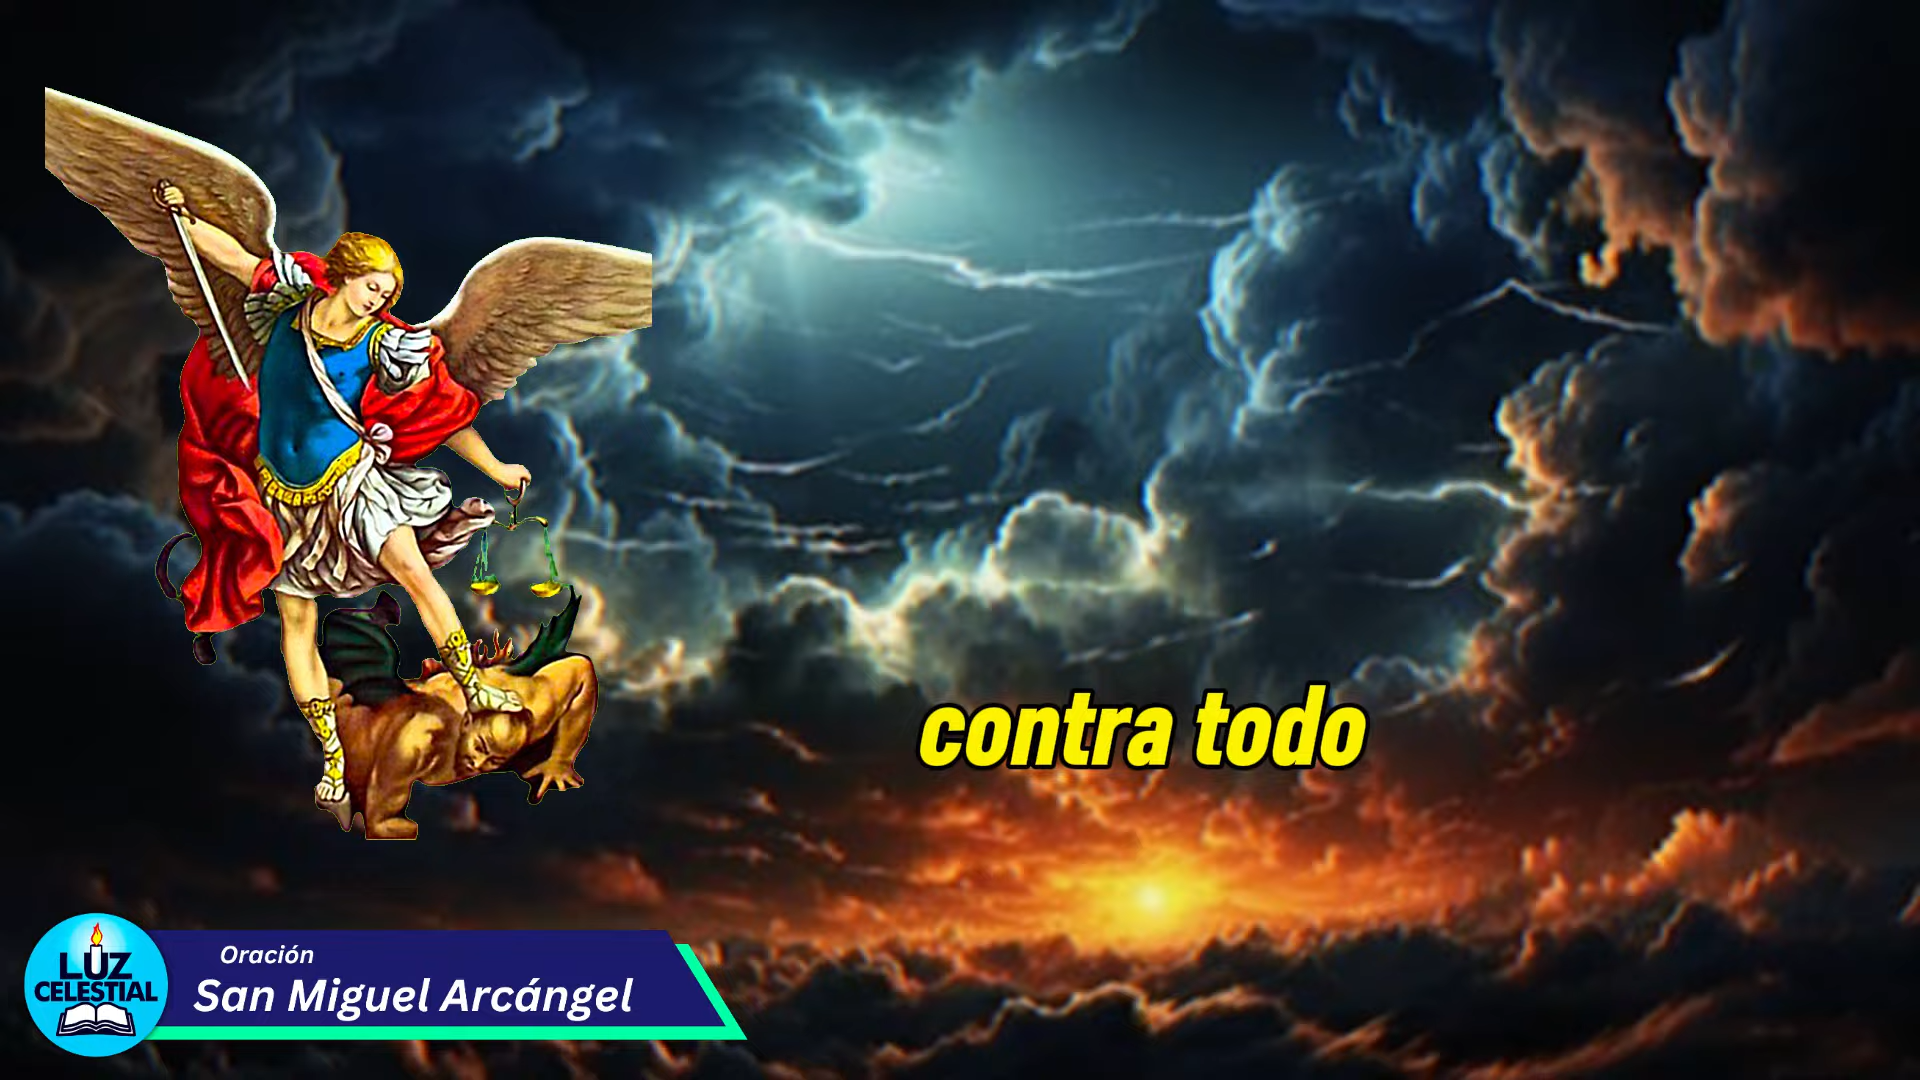 contra todo
LUZ
CELESTIAL
Oración
San Miguel Arcángel